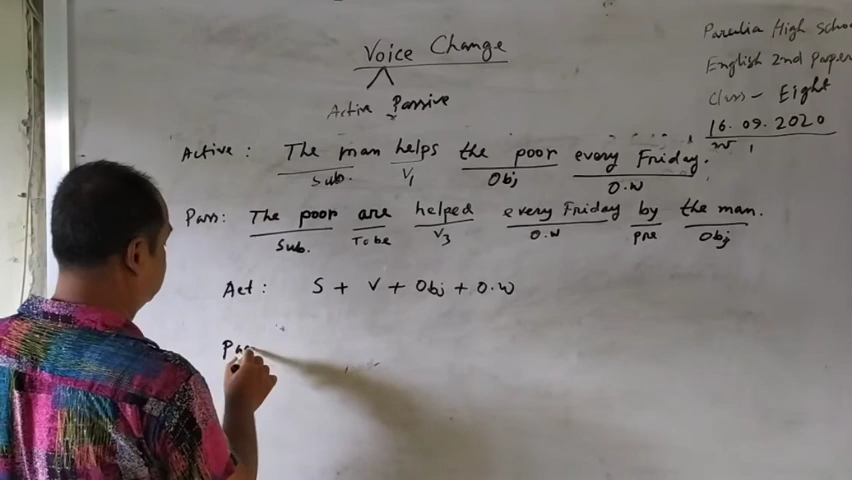 Voice Change
Active Passive
High School
English 2nd Paper
Class - Eight
16.09.2020
Active: The man helps the poor every Friday.
Sub. V1 Obj O.W
Pass: The poor are helped every Friday by the man.
Sub. To be V3 O.W pre Obj
Act: S + V + Obj + O.W
Pas